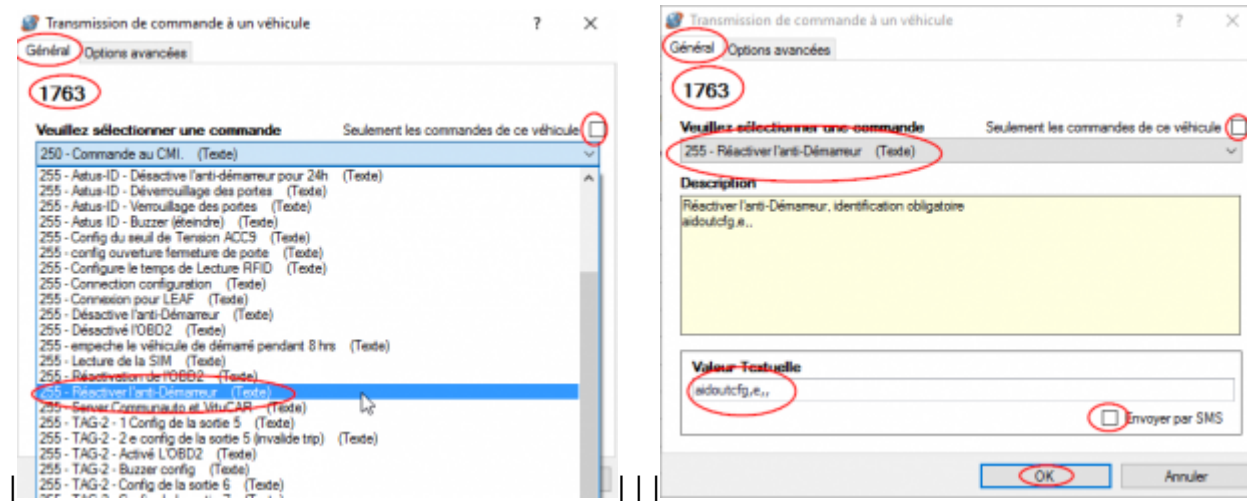 Transmission de commande à un véhicule ? ×
Général Options avancées
1763
Veuillez sélectionner une commande Seulement les commandes de ce véhicule
250 - Commande au CMI. (Texte)
255 - Astus-ID - Désactive l'anti-démarreur pour 24h (Texte)
255 - Astus-ID - Déverrouillage des portes (Texte)
255 - Astus-ID - Verrouillage des portes (Texte)
255 - Astus ID - Buzzer (éteindre) (Texte)
255 - Config du seuil de Tension ACC9 (Texte)
255 - config ouverture fermeture de porte (Texte)
255 - Configure le temps de Lecture RFID (Texte)
255 - Connection configuration (Texte)
255 - Connexion pour LEAF (Texte)
255 - Désactive l'anti-Démarreur (Texte)
255 - Désactivé l'OBD2 (Texte)
255 - empeche le véhicule de démarré pendant 8 hrs (Texte)
255 - Lecture de la SIM (Texte)
255 - Réactivation de l'OBD2 (Texte)
255 - Réactiver l'anti-Démarreur (Texte)
255 - Server Communauto et VituCAR (Texte)
255 - TAG-2 - 1 Config de la sortie 5 (Texte)
255 - TAG-2 - 2 e config de la sortie 5 (invalide trip) (Texte)
255 - TAG-2 - Activé L'OBD2 (Texte)
255 - TAG-2 - Buzzer config (Texte)
255 - TAG-2 - Config de la sortie 6 (Texte)
Transmission de commande à un véhicule ? ×
Général Options avancées
1763
Veuillez sélectionner une commande Seulement les commandes de ce véhicule
255 - Réactiver l'anti-Démarreur (Texte)
Description
Réactiver l'anti-Démarreur, identification obligatoire
aidoutcfg,e,,
Valeur Textuelle
aidoutcfg,e,,
Envoyer par SMS
OK Annuler